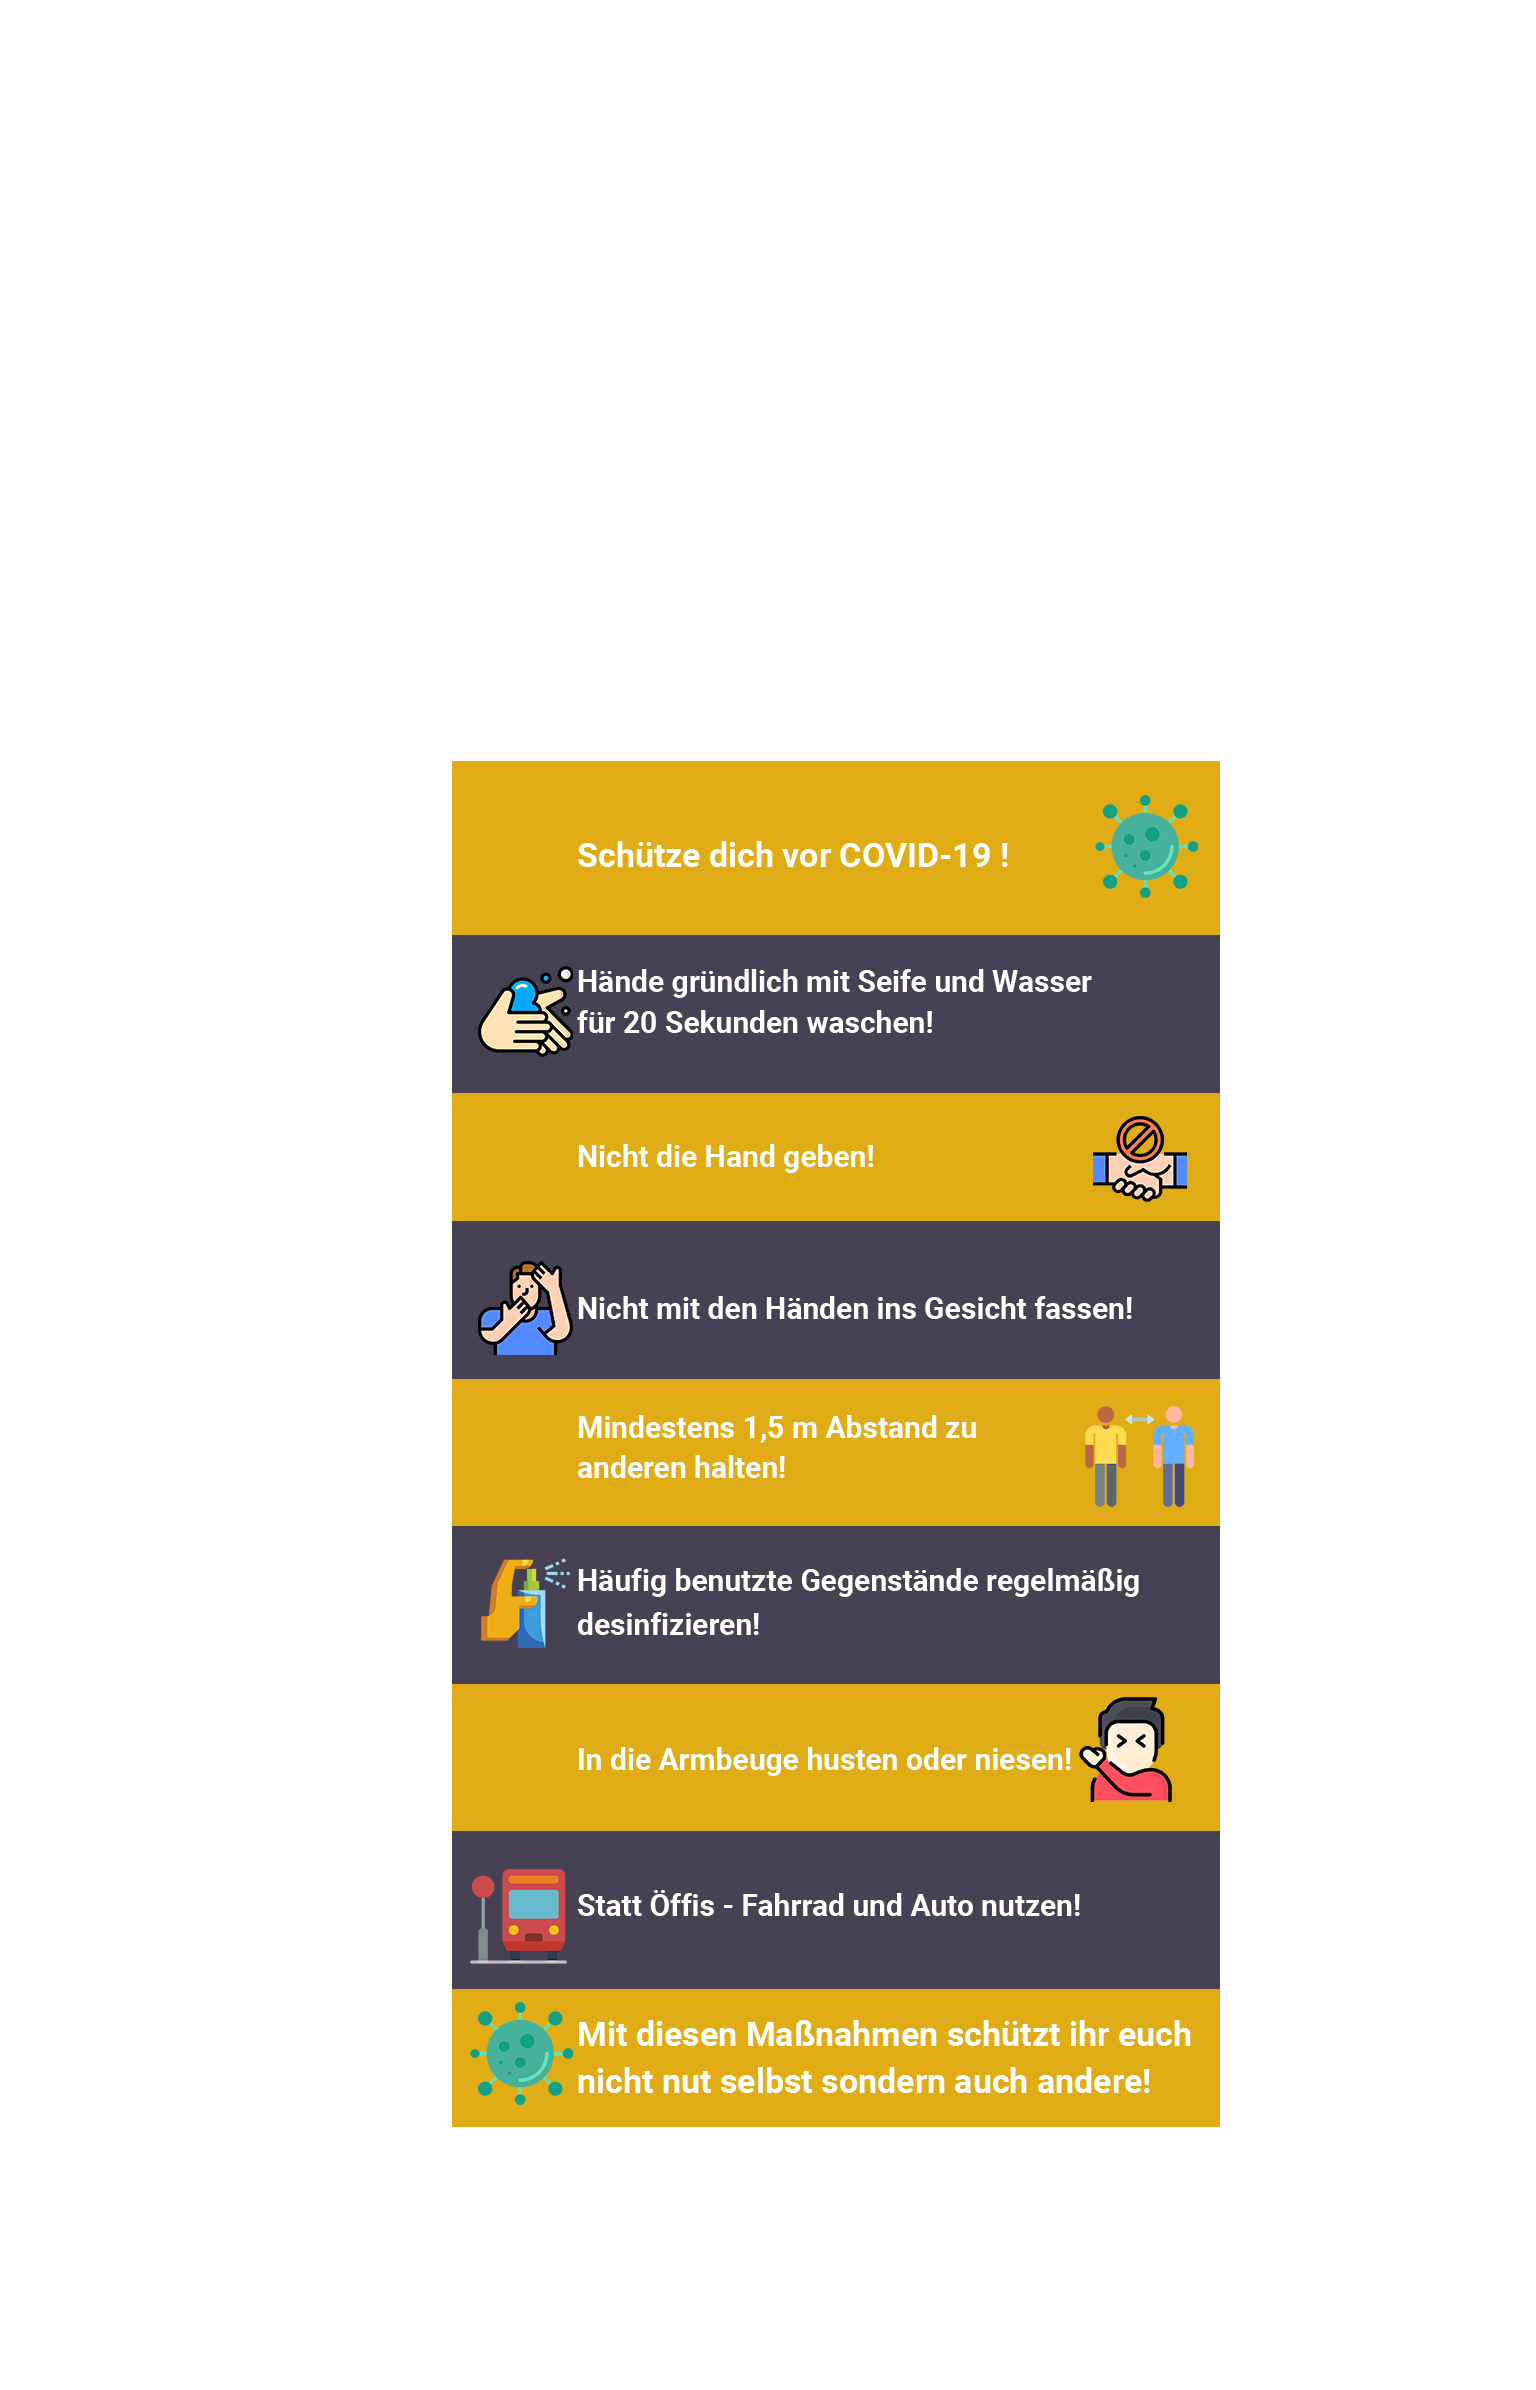 Schütze dich vor COVID-19 !
Hände gründlich mit Seife und Wasser
für 20 Sekunden waschen!
Nicht die Hand geben!
Nicht mit den Händen ins Gesicht fassen!
Mindestens 1,5 m Abstand zu
anderen halten!
Häufig benutzte Gegenstände regelmäßig
desinfizieren!
In die Armbeuge husten oder niesen!
Statt Öffis - Fahrrad und Auto nutzen!
Mit diesen Maßnahmen schützt ihr euch
nicht nut selbst sondern auch andere!